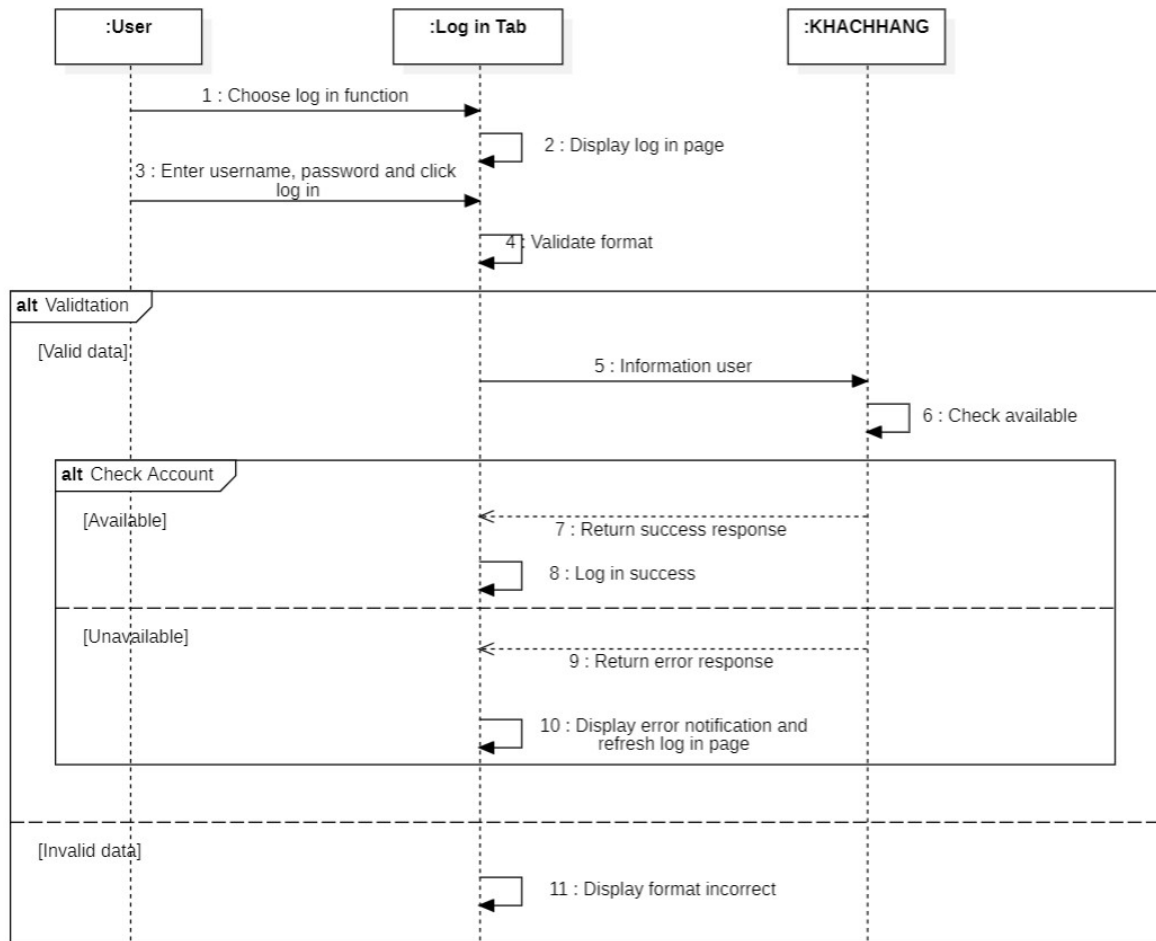 :User
:Log in Tab
:KHACHHANG
1 : Choose log in function
2 : Display log in page
3 : Enter username, password and click
log in
4 : Validate format
alt Validtation
[Valid data]
5 : Information user
6 : Check available
alt Check Account
[Available]
7 : Return success response
8 : Log in success
[Unavailable]
9 : Return error response
10 : Display error notification and
refresh log in page
[Invalid data]
11 : Display format incorrect